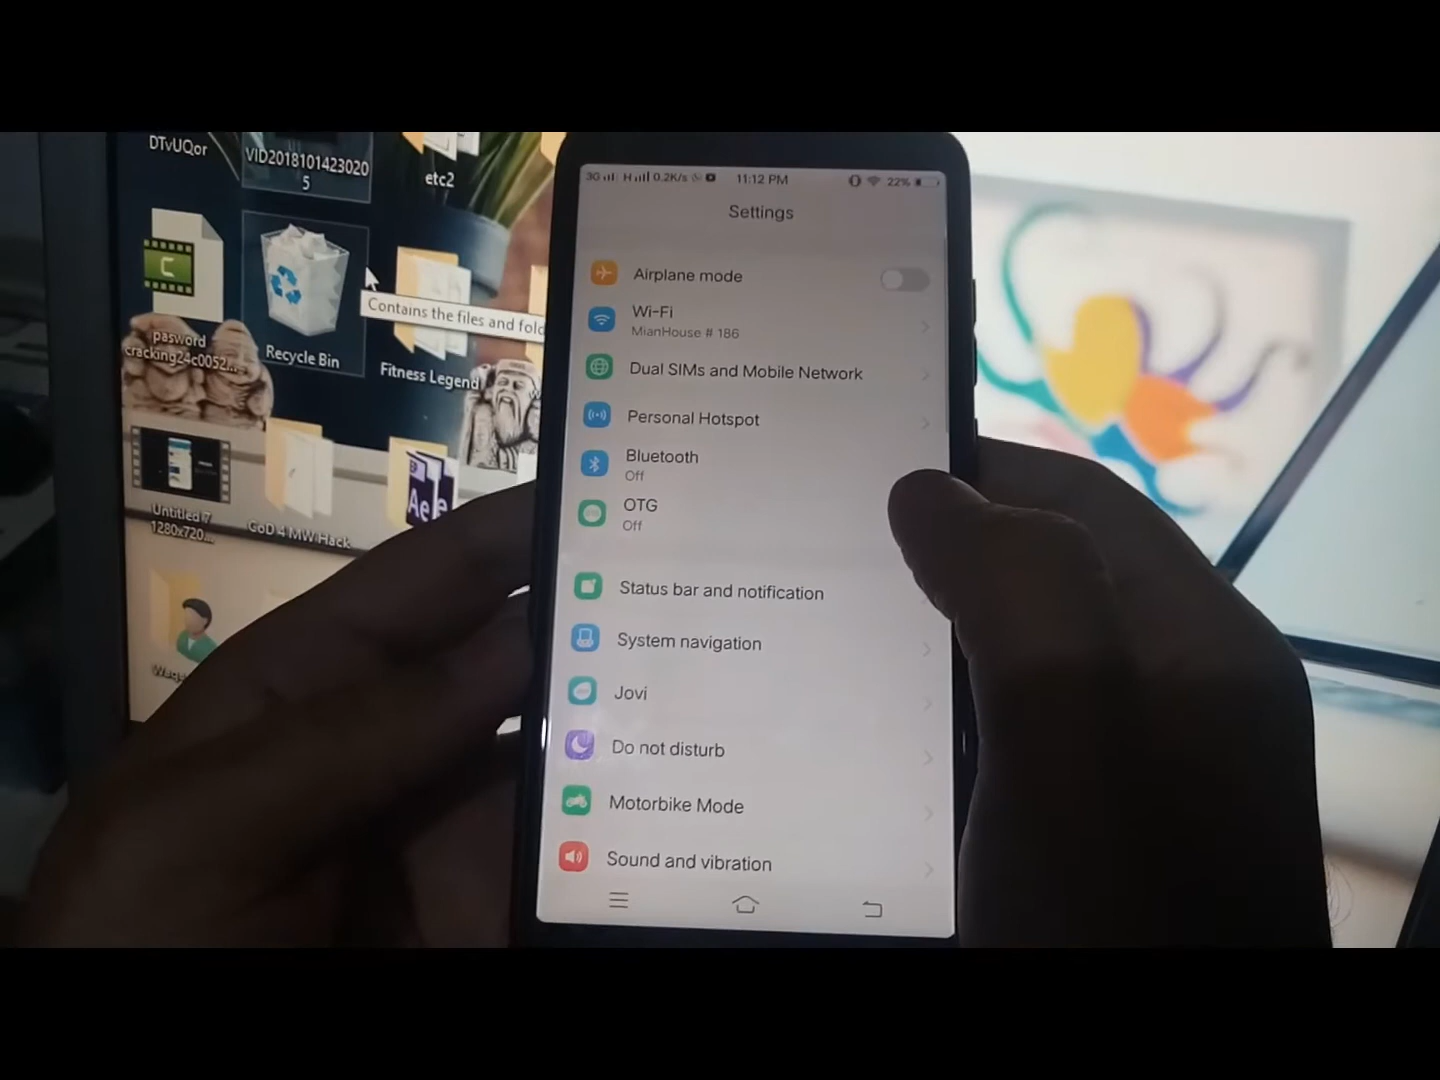 DTvUQor
VID2018101423020
5
etc2
pasword
cracking24c0052...
Recycle Bin
Contains the files and fold
Fitness Legend
Untitled 7
1280x720...
CoD 4 MW Hack
Ae
3G H 0.2K/s 11:12 PM 22%
Settings
Airplane mode
Wi-Fi
MianHouse # 186
Dual SIMs and Mobile Network
Personal Hotspot
Bluetooth
Off
OTG
Off
Status bar and notification
System navigation
Jovi
Do not disturb
Motorbike Mode
Sound and vibration